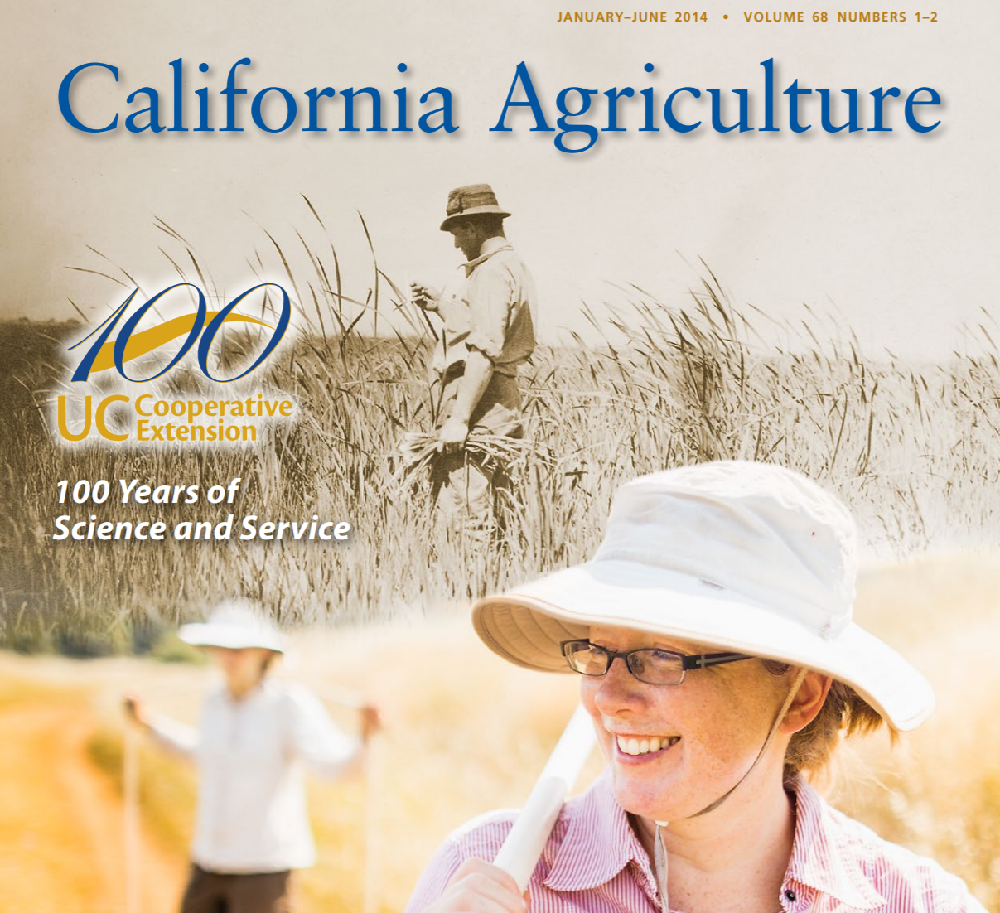 JANUARY–JUNE 2014 • VOLUME 68 NUMBERS 1–2
California Agriculture
100
UC Cooperative
Extension
100 Years of
Science and Service